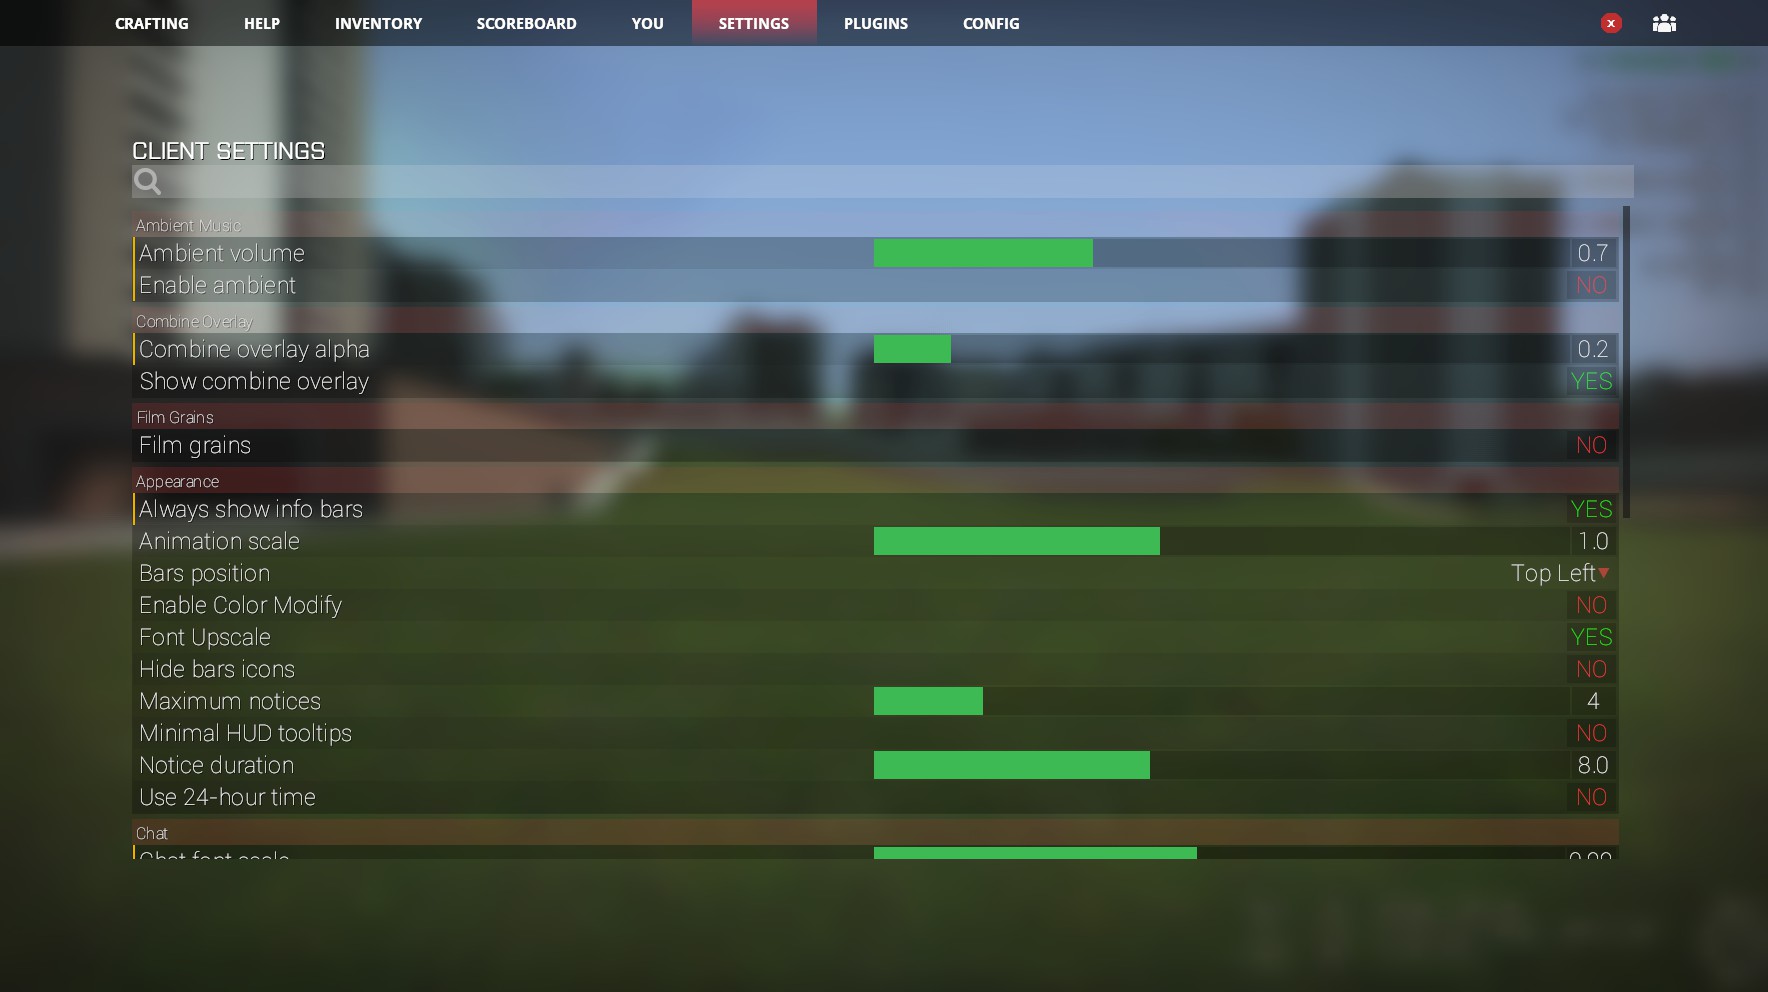 CRAFTING HELP INVENTORY SCOREBOARD YOU SETTINGS PLUGINS CONFIG x
CLIENT SETTINGS
Ambient Music
Ambient volume 0.7
Enable ambient NO
Combine Overlay
Combine overlay alpha 0.2
Show combine overlay YES
Film Grains
Film grains NO
Appearance
Always show info bars YES
Animation scale 1.0
Bars position Top Left
Enable Color Modify NO
Font Upscale YES
Hide bars icons NO
Maximum notices 4
Minimal HUD tooltips NO
Notice duration 8.0
Use 24-hour time NO
Chat
Chat font scale